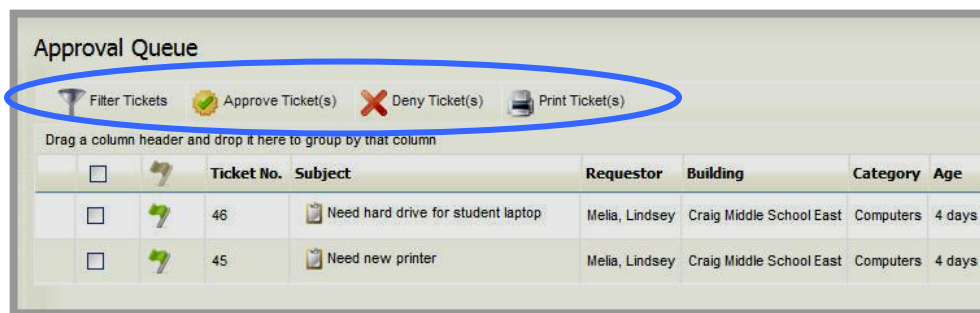 Approval Queue
Filter Tickets Approve Ticket(s) Deny Ticket(s) Print Ticket(s)
Drag a column header and drop it here to group by that column
Ticket No. Subject Requestor Building Category Age
46 Need hard drive for student laptop Melia, Lindsey Craig Middle School East Computers 4 days
45 Need new printer Melia, Lindsey Craig Middle School East Computers 4 days